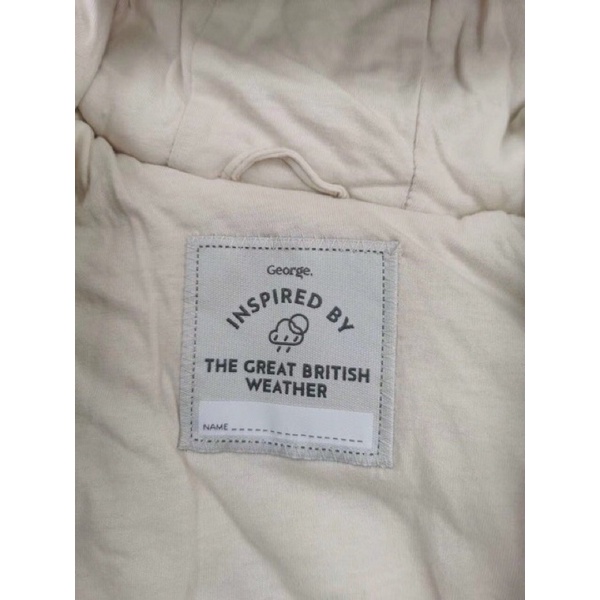 George.
INSPIRED BY
THE GREAT BRITISH
WEATHER
NAME